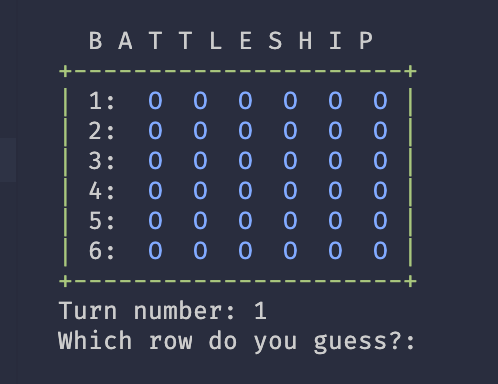 B A T T L E S H I P
+----------------------+
| 1:  O  O  O  O  O  O |
| 2:  O  O  O  O  O  O |
| 3:  O  O  O  O  O  O |
| 4:  O  O  O  O  O  O |
| 5:  O  O  O  O  O  O |
| 6:  O  O  O  O  O  O |
+----------------------+
Turn number: 1
Which row do you guess?: